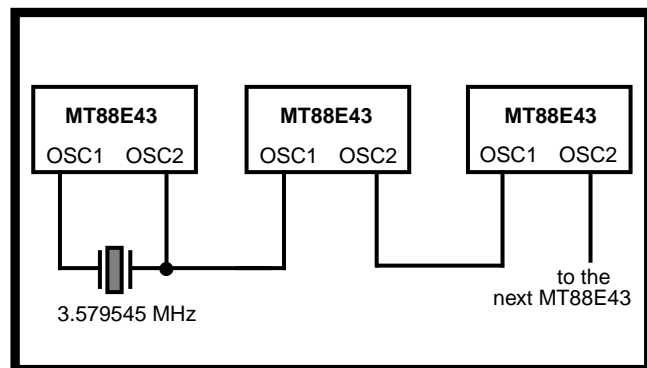 MT88E43
OSC1 OSC2
MT88E43
OSC1 OSC2
MT88E43
OSC1 OSC2
3.579545 MHz
to the
next MT88E43